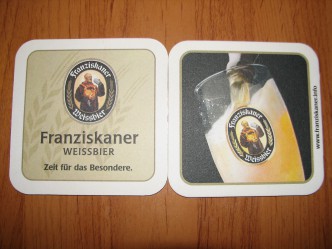 Franziskaner
Weissbier
Franziskaner
WEISSBIER
Zeit für das Besondere.
Franziskaner
Weissbier
www.franziskaner.info